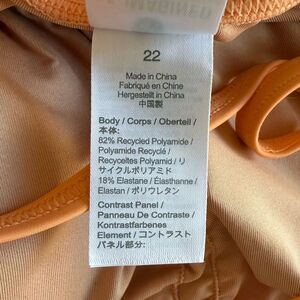 IMAGINED
22
Made in China
Fabriqué en Chine
Hergestellt in China
中国製
Body / Corps / Oberteil /
本体:
82% Recycled Polyamide /
Polyamide Recyclé /
Recyceltes Polyamid / リ
サイクルポリアミド
18% Elastane / Élasthanne /
Elastan / ポリウレタン
Contrast Panel /
Panneau De Contraste /
Kontrastfarbenes
Element / コントラスト
パネル部分: